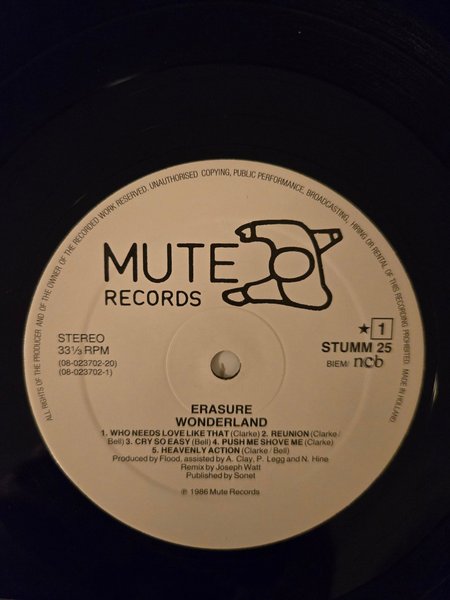 ALL RIGHTS OF THE PRODUCER AND OF THE OWNER OF THE RECORDED WORK RESERVED. UNAUTHORISED COPYING, PUBLIC PERFORMANCE, BROADCASTING, HIRING OR RENTAL OF THIS RECORDING PROHIBITED. MADE IN HOLLAND
MUTE
RECORDS
STEREO
33⅓ RPM
(08-023702-20)
(08-023702-1)
★ 1
STUMM 25
BIEM/ ncb
ERASURE
WONDERLAND
1. WHO NEEDS LOVE LIKE THAT (Clarke) 2. REUNION (Clarke/
Bell) 3. CRY SO EASY (Bell) 4. PUSH ME SHOVE ME (Clarke)
5. HEAVENLY ACTION (Clarke / Bell)
Produced by Flood, assisted by A. Clay, P. Legg and N. Hine
Remix by Joseph Watt
Published by Sonet
℗ 1986 Mute Records